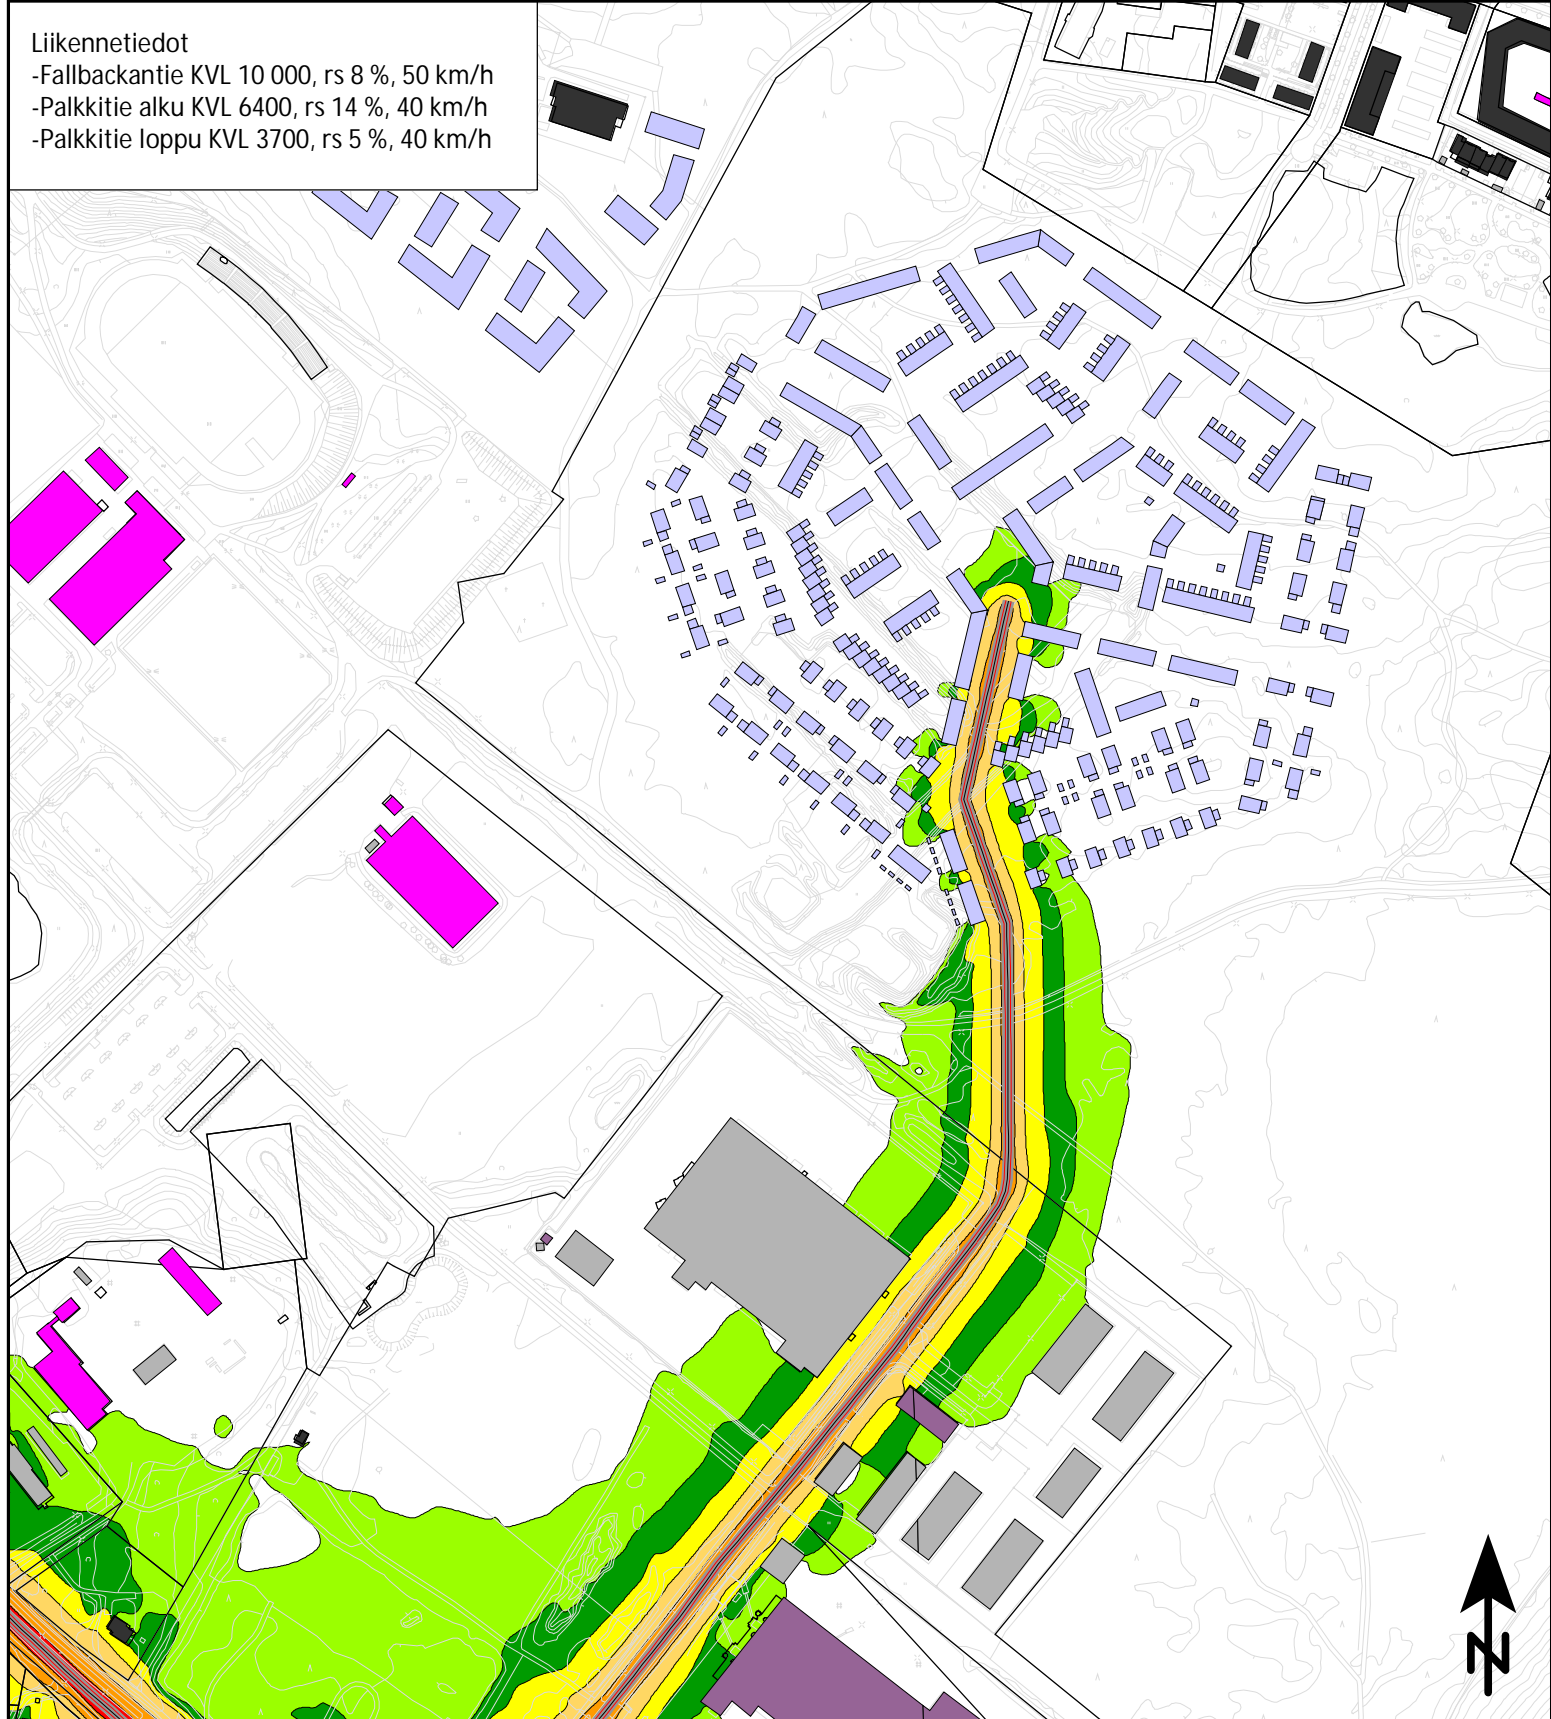 Liikennetiedot
-Fallbackantie KVL 10 000, rs 8 %, 50 km/h
-Palkkitie alku KVL 6400, rs 14 %, 40 km/h
-Palkkitie loppu KVL 3700, rs 5 %, 40 km/h
N